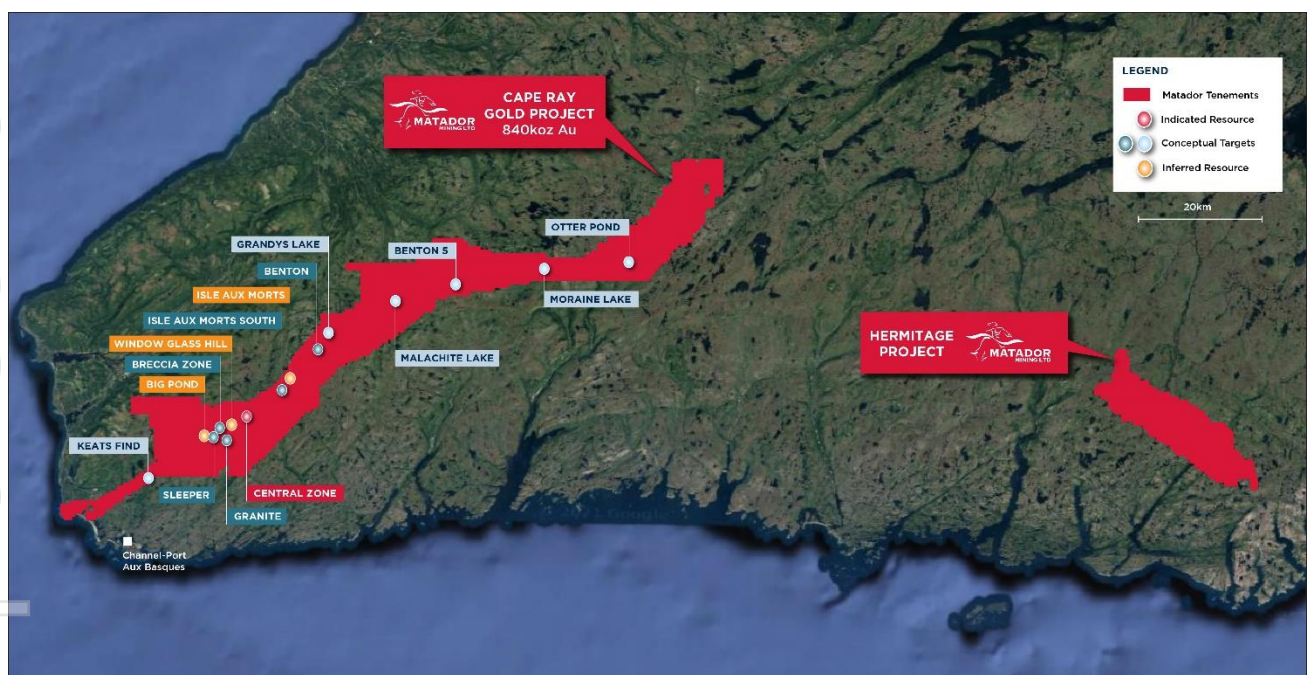 MATADOR
MINING LTD
CAPE RAY
GOLD PROJECT
840koz Au
LEGEND
Matador Tenements
Indicated Resource
Conceptual Targets
Inferred Resource
20km
OTTER POND
GRANDYS LAKE
BENTON 5
BENTON
ISLE AUX MORTS
MORAINE LAKE
ISLE AUX MORTS SOUTH
WINDOW GLASS HILL
MALACHITE LAKE
BRECCIA ZONE
BIG POND
HERMITAGE
PROJECT
MATADOR
MINING LTD
KEATS FIND
SLEEPER
CENTRAL ZONE
GRANITE
Channel-Port
Aux Basques